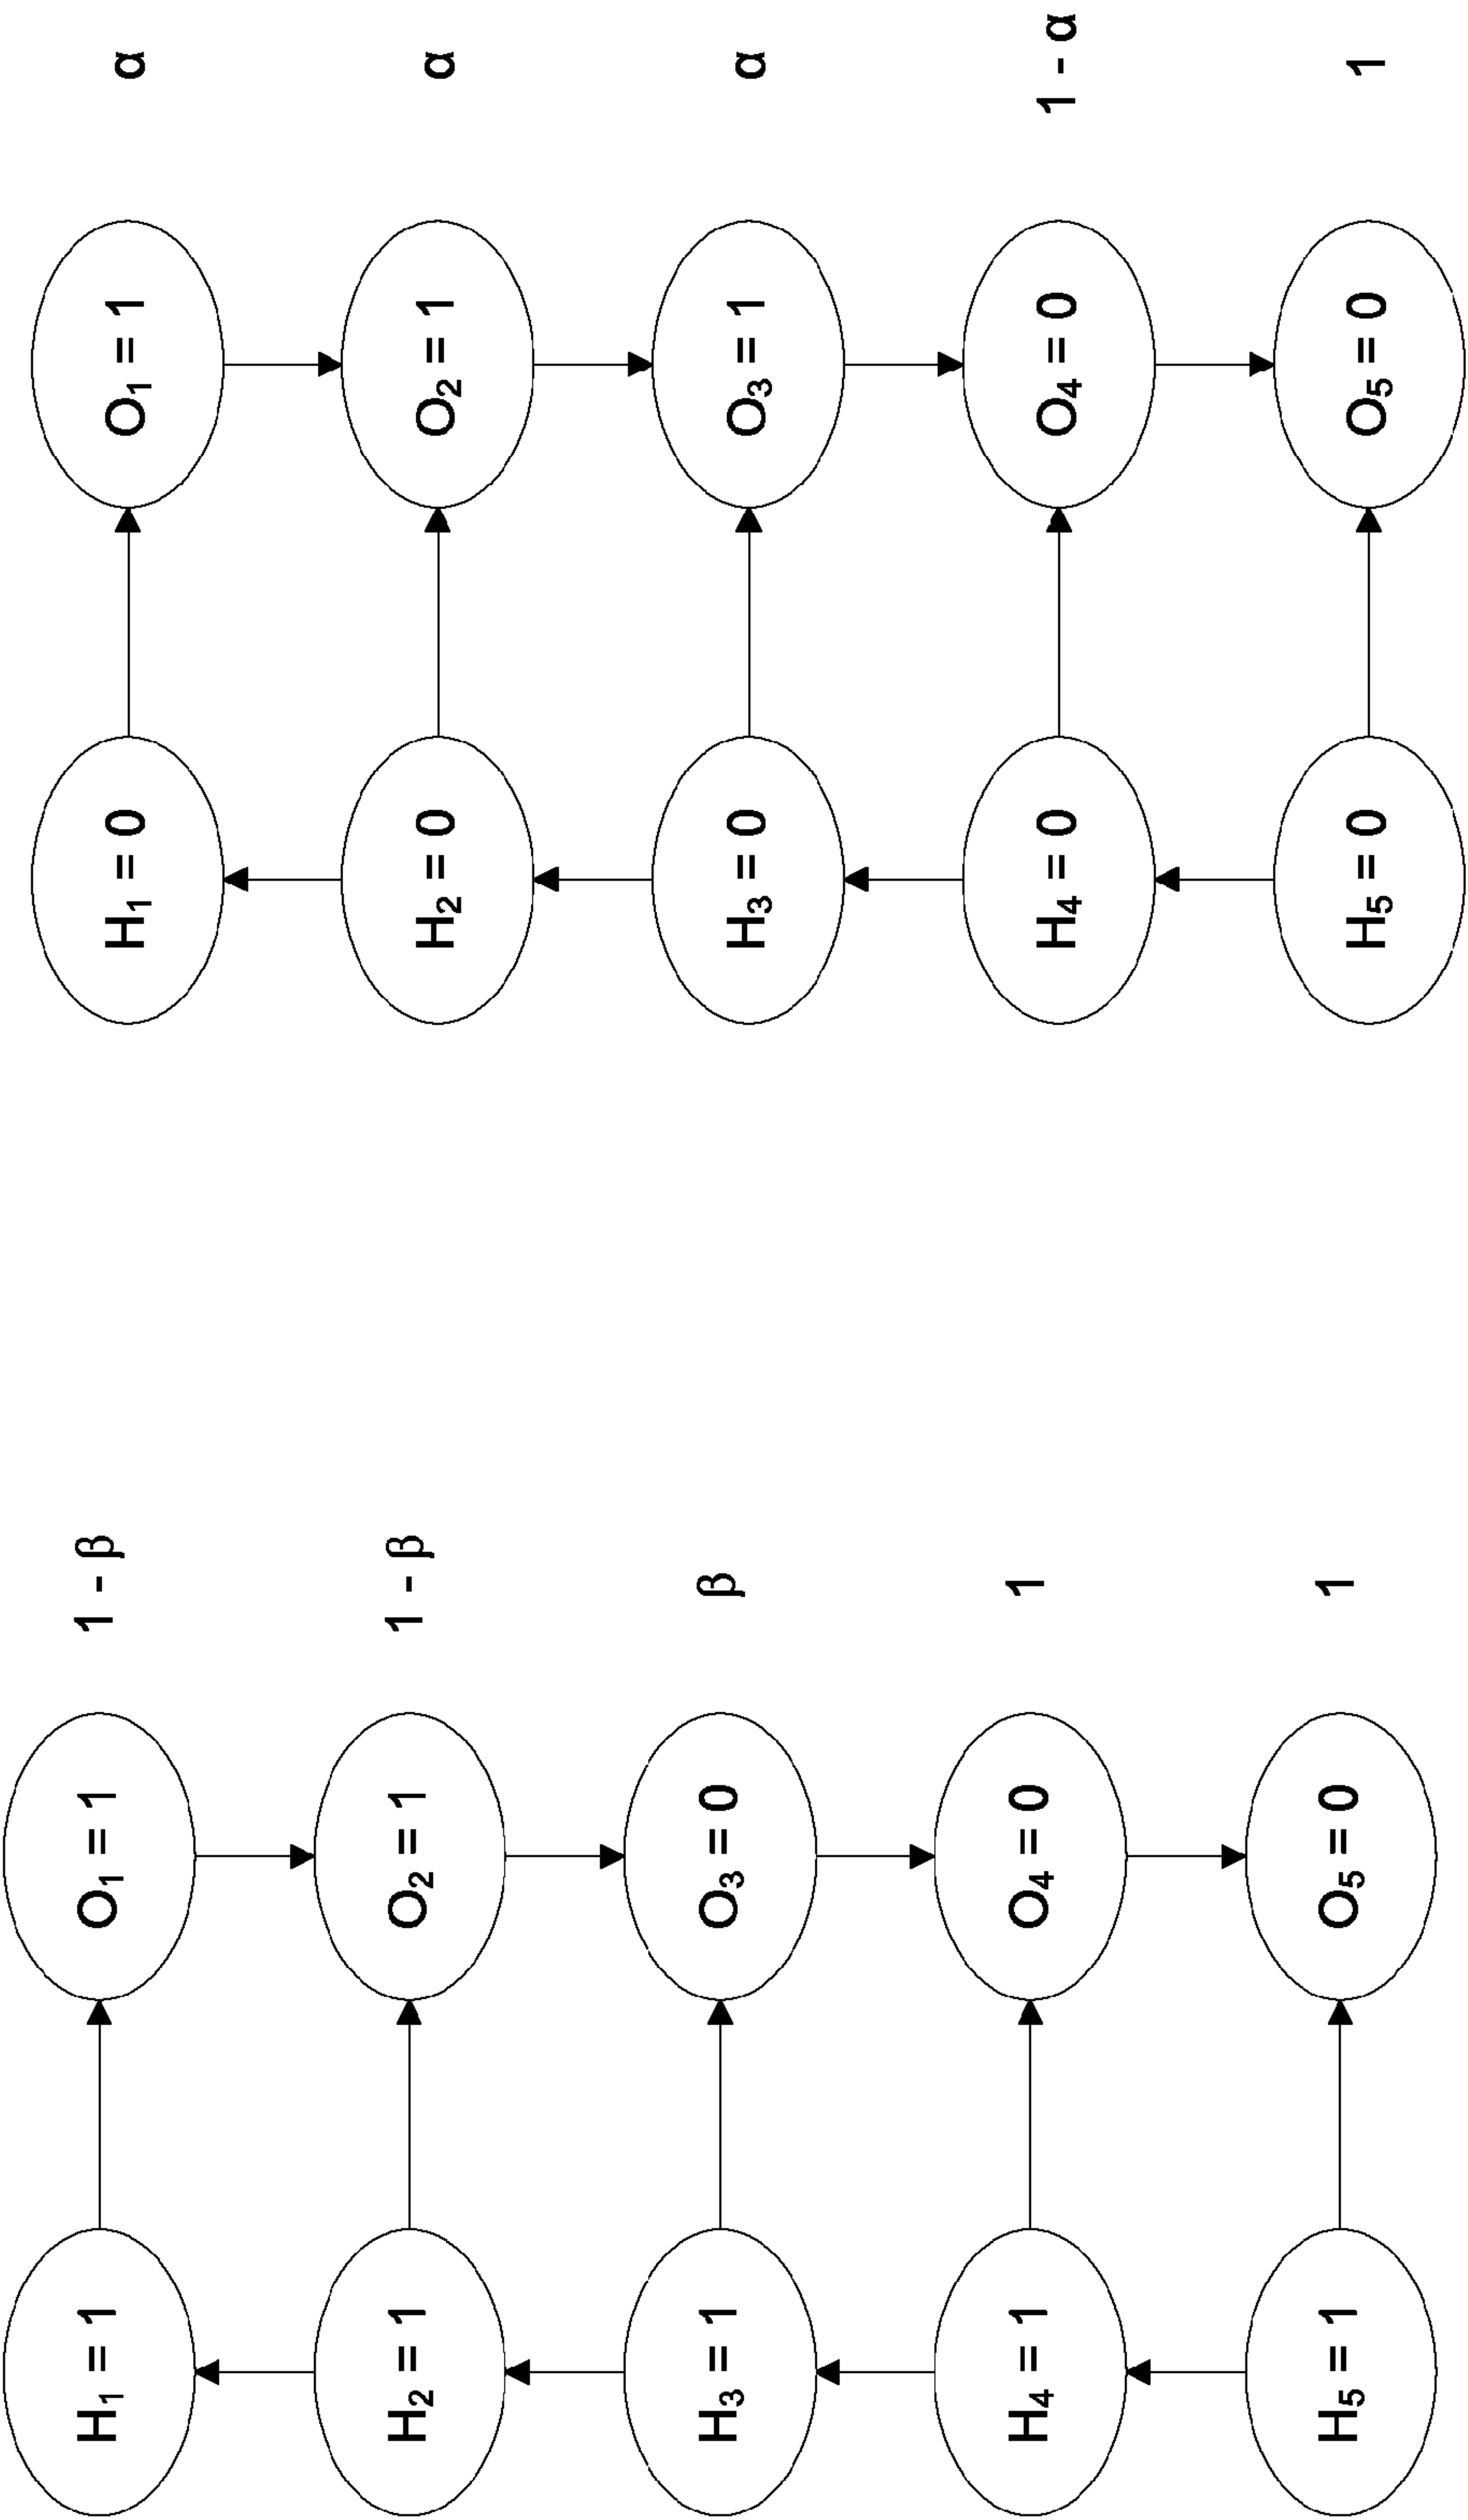 H₁ = 1 O₁ = 1 1 - β
H₂ = 1 O₂ = 1 1 - β
H₃ = 1 O₃ = 0 β
H₄ = 1 O₄ = 0 1
H₅ = 1 O₅ = 0 1
H₁ = 0 O₁ = 1 α
H₂ = 0 O₂ = 1 α
H₃ = 0 O₃ = 1 α
H₄ = 0 O₄ = 0 1 - α
H₅ = 0 O₅ = 0 1